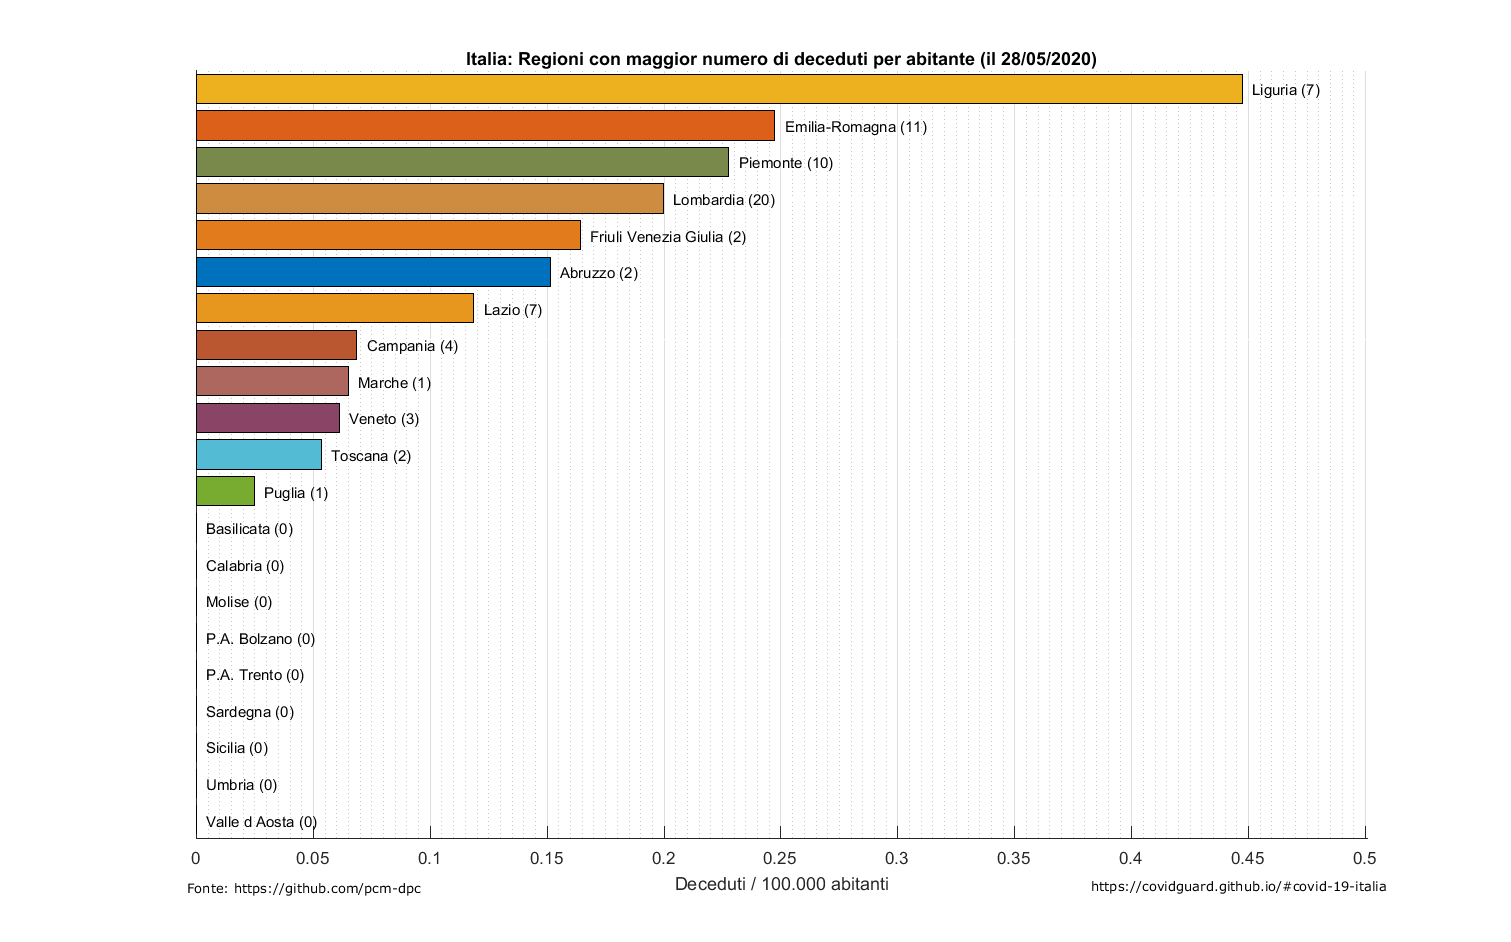 Italia: Regioni con maggior numero di deceduti per abitante (il 28/05/2020)
Liguria (7)
Emilia-Romagna (11)
Piemonte (10)
Lombardia (20)
Friuli Venezia Giulia (2)
Abruzzo (2)
Lazio (7)
Campania (4)
Marche (1)
Veneto (3)
Toscana (2)
Puglia (1)
Basilicata (0)
Calabria (0)
Molise (0)
P.A. Bolzano (0)
P.A. Trento (0)
Sardegna (0)
Sicilia (0)
Umbria (0)
Valle d Aosta (0)
0 0.05 0.1 0.15 0.2 0.25 0.3 0.35 0.4 0.45 0.5
Deceduti / 100.000 abitanti
Fonte: https://github.com/pcm-dpc
https://covidguard.github.io/#covid-19-italia